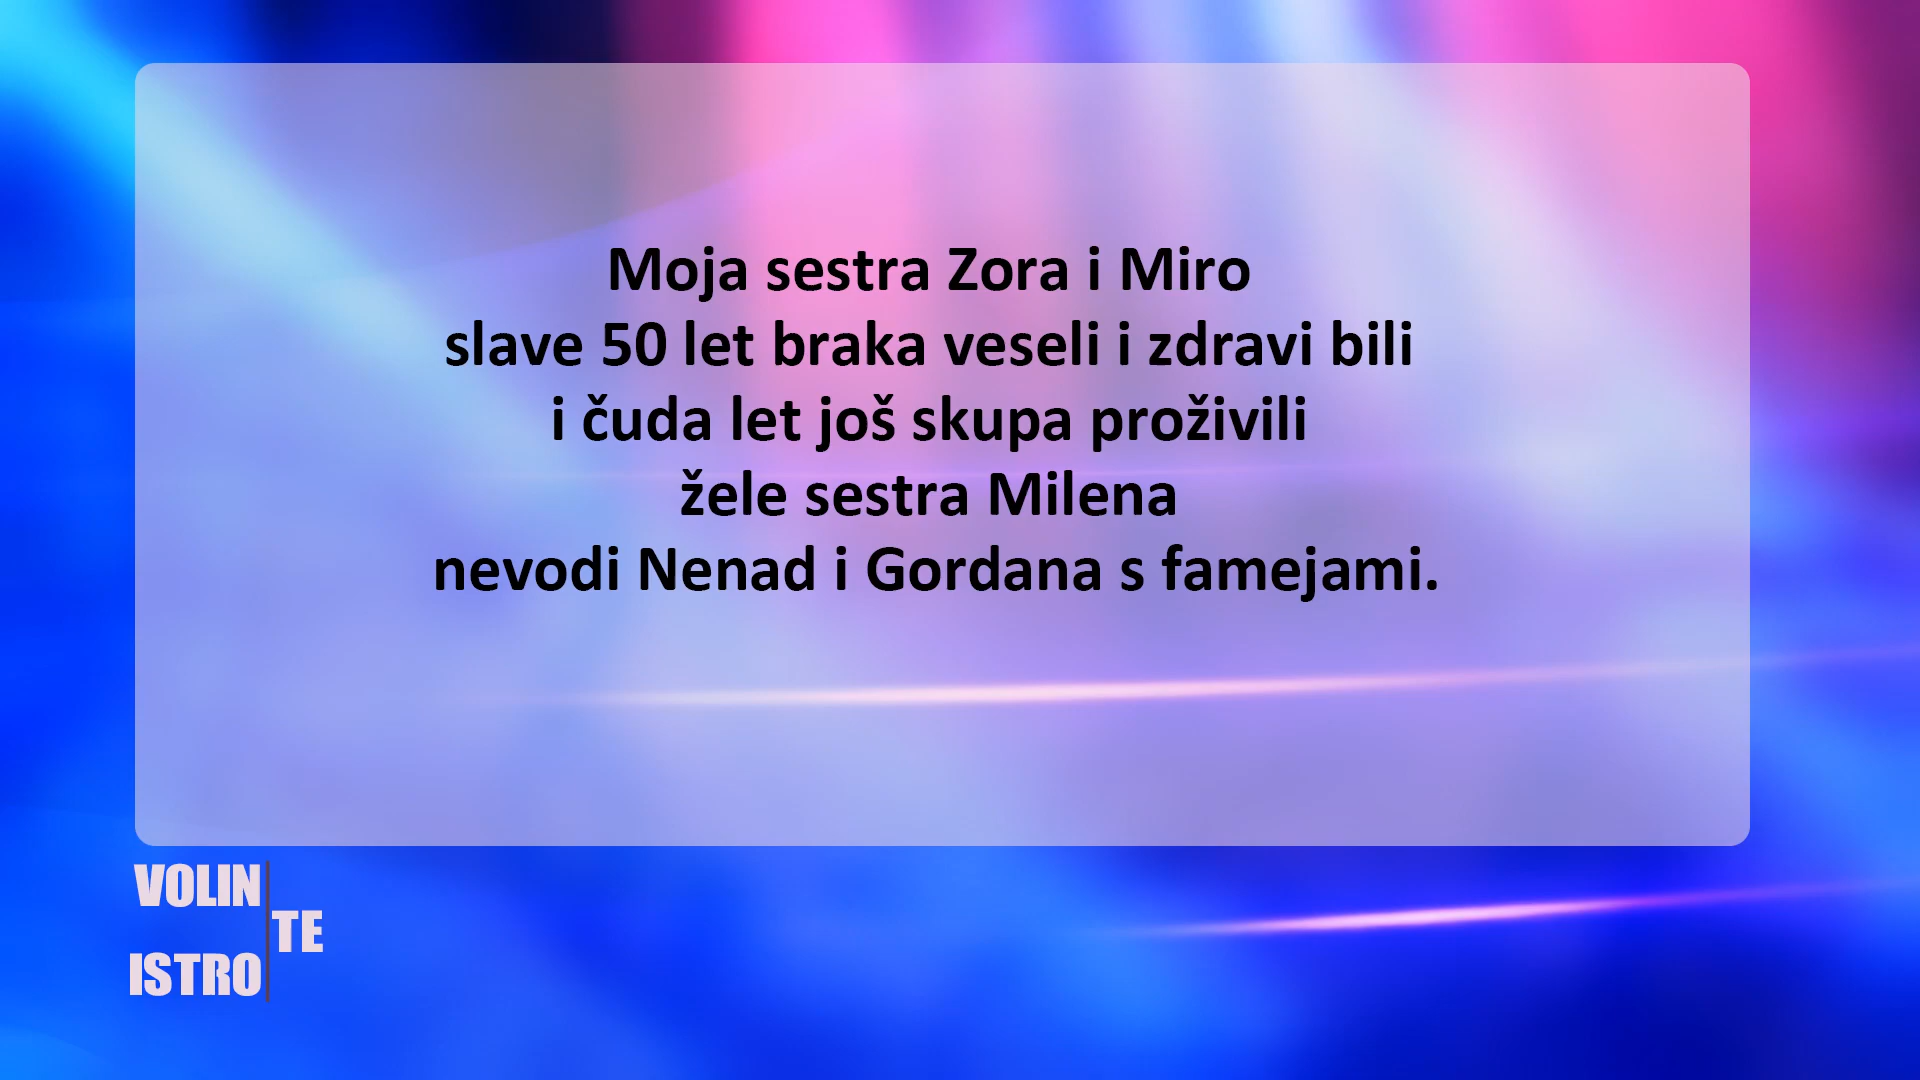 Moja sestra Zora i Miro
slave 50 let braka veseli i zdravi bili
i čuda let još skupa proživili
žele sestra Milena
nevodi Nenad i Gordana s famejami.
VOLIN
TE
ISTRO